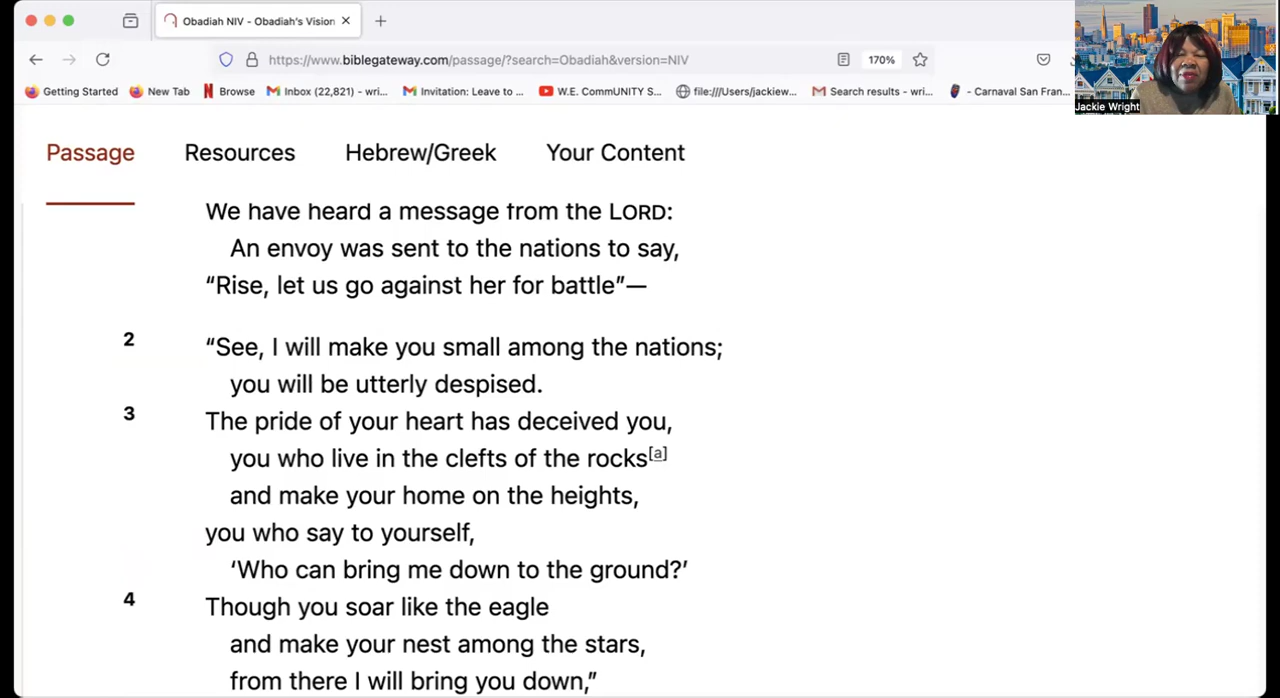 Obadiah NIV - Obadiah's Vision
https://www.biblegateway.com/passage/?search=Obadiah&version=NIV
170%
Getting Started
New Tab
Browse
Inbox (22,821) - wri...
Invitation: Leave to ...
W.E. CommUNITY S...
file:///Users/jackiew...
Search results - wri...
- Carnaval San Fran...
Jackie Wright
Passage
Resources
Hebrew/Greek
Your Content
We have heard a message from the LORD:
An envoy was sent to the nations to say,
“Rise, let us go against her for battle”—
2 “See, I will make you small among the nations;
you will be utterly despised.
3 The pride of your heart has deceived you,
you who live in the clefts of the rocks[a]
and make your home on the heights,
you who say to yourself,
‘Who can bring me down to the ground?’
4 Though you soar like the eagle
and make your nest among the stars,
from there I will bring you down,”